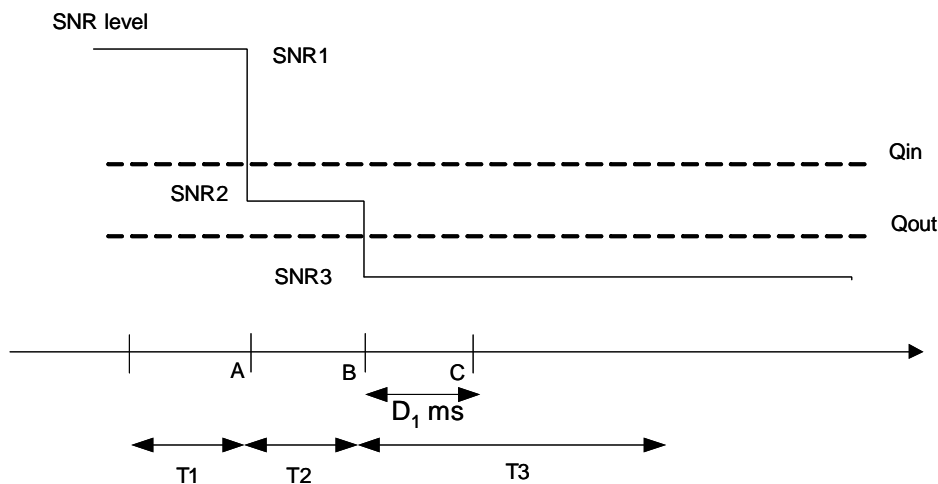 SNR level
SNR1
Qin
SNR2
Qout
SNR3
A B C
D₁ ms
T1 T2 T3